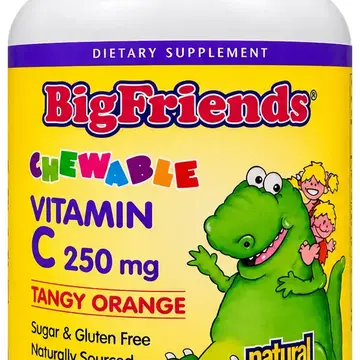 DIETARY SUPPLEMENT
BigFriends®
CHEWABLE
VITAMIN
C 250 mg
TANGY ORANGE
Sugar & Gluten Free
Naturally Sourced
natural